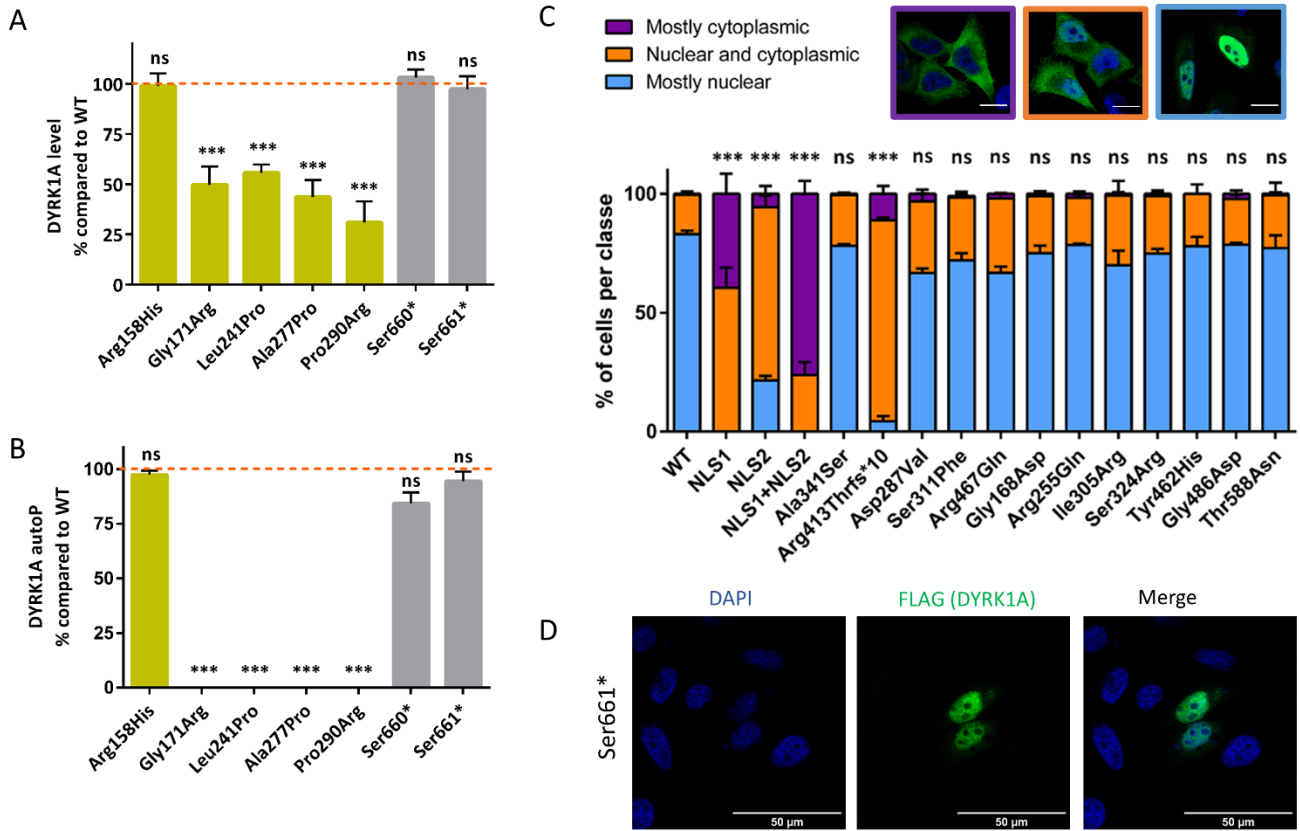 A
DYRK1A level
% compared to WT
100
75
50
25
0
ns
***
***
***
***
ns
ns
Arg158His
Gly171Arg
Leu241Pro
Ala277Pro
Pro290Arg
Ser660*
Ser661*
B
DYRK1A autoP
% compared to WT
100
75
50
25
0
ns
***
***
***
***
ns
ns
Arg158His
Gly171Arg
Leu241Pro
Ala277Pro
Pro290Arg
Ser660*
Ser661*
C
Mostly cytoplasmic
Nuclear and cytoplasmic
Mostly nuclear
% of cells per classe
100
50
0
*** *** *** ns *** ns ns ns ns ns ns ns ns ns ns
WT
NLS1
NLS2
NLS1+NLS2
Ala341Ser
Arg413Thrfs*10
Asp287Val
Ser311Phe
Arg467Gln
Gly168Asp
Arg255Gln
Ile305Arg
Ser324Arg
Tyr462His
Gly486Asp
Thr588Asn
D
DAPI
FLAG (DYRK1A)
Merge
Ser661*
50 µm
50 µm
50 µm